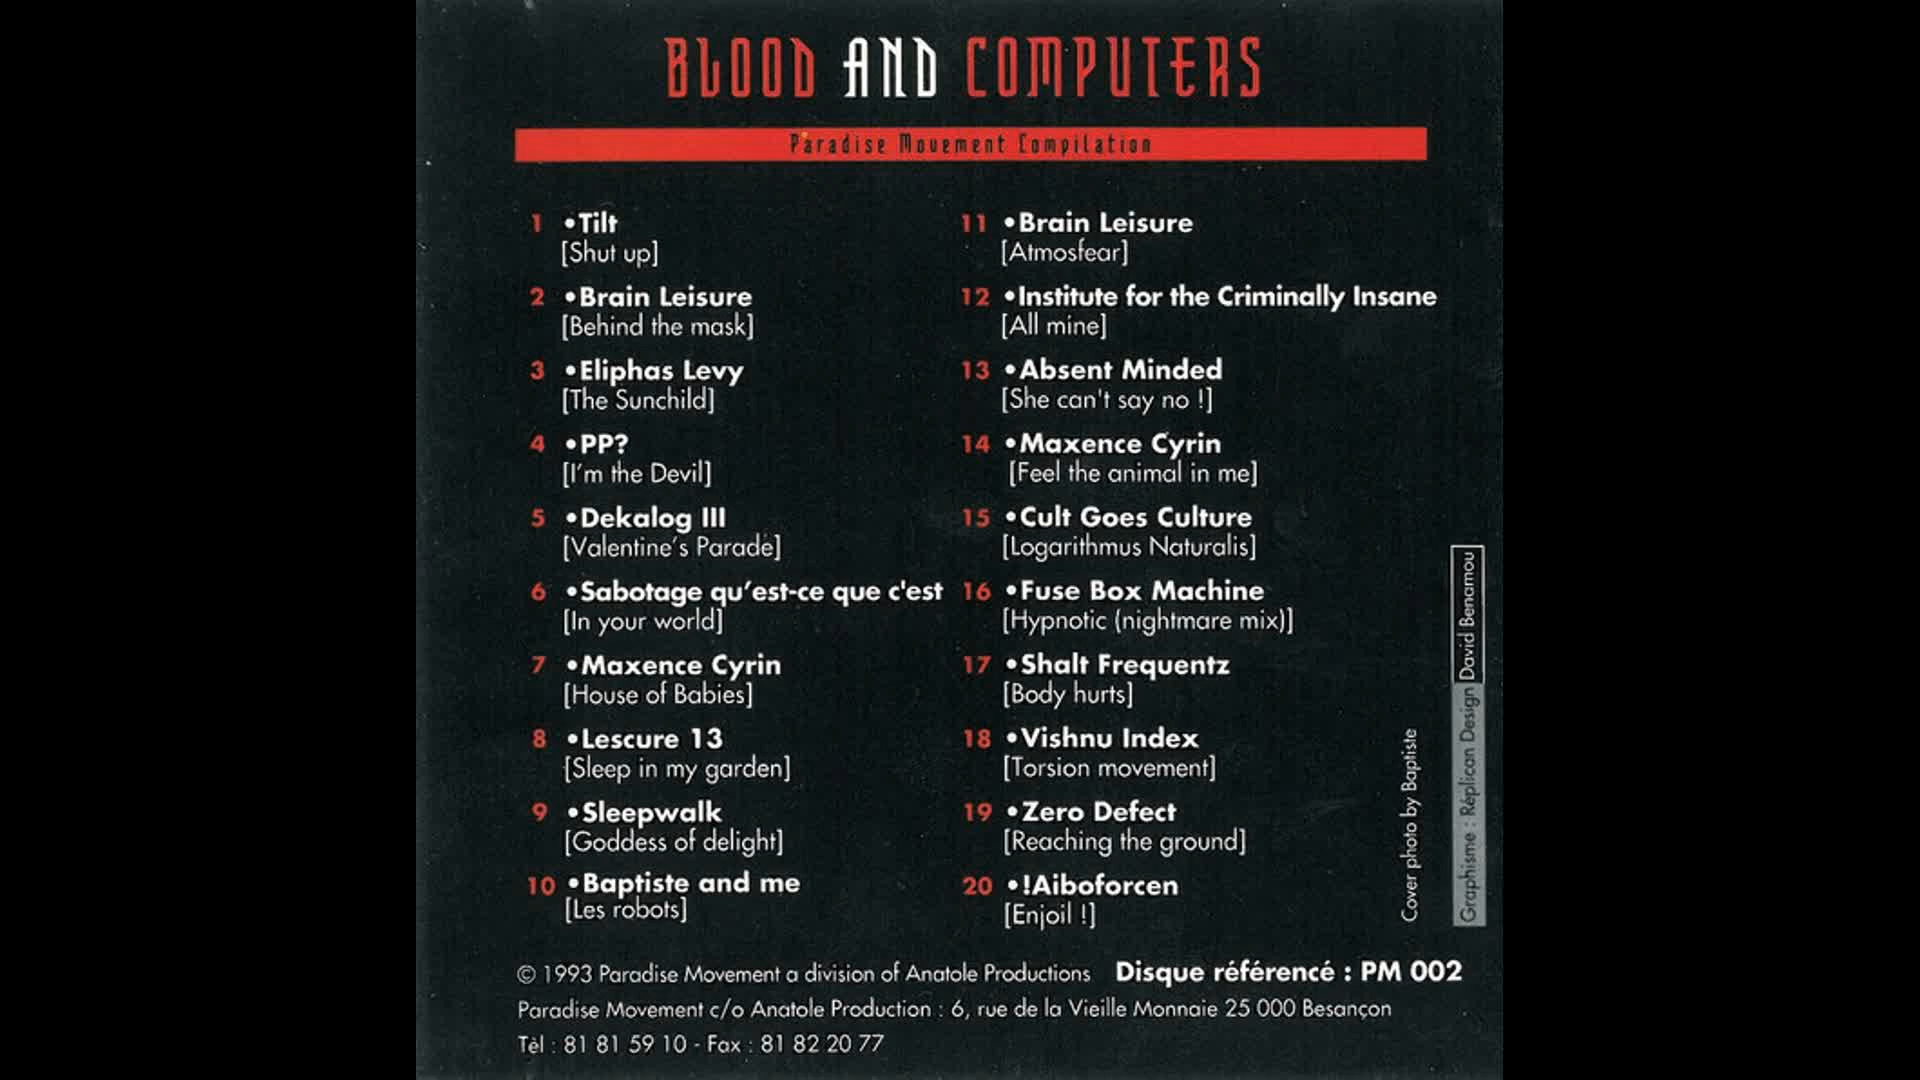 BLOOD AND COMPUTERS
Paradise Movement Compilation
1 •Tilt
[Shut up]
2 •Brain Leisure
[Behind the mask]
3 •Eliphas Levy
[The Sunchild]
4 •PP?
[I'm the Devil]
5 •Dekalog III
[Valentine's Parade]
6 •Sabotage qu'est-ce que c'est
[In your world]
7 •Maxence Cyrin
[House of Babies]
8 •Lescure 13
[Sleep in my garden]
9 •Sleepwalk
[Goddess of delight]
10 •Baptiste and me
[Les robots]
11 •Brain Leisure
[Atmosfear]
12 •Institute for the Criminally Insane
[All mine]
13 •Absent Minded
[She can't say no !]
14 •Maxence Cyrin
[Feel the animal in me]
15 •Cult Goes Culture
[Logarithmus Naturalis]
16 •Fuse Box Machine
[Hypnotic (nightmare mix)]
17 •Shalt Frequentz
[Body hurts]
18 •Vishnu Index
[Torsion movement]
19 •Zero Defect
[Reaching the ground]
20 •!Aiboforcen
[Enjoil !]
Cover photo by Baptiste
Graphisme : Réplican Design David Benamou
© 1993 Paradise Movement a division of Anatole Productions Disque référencé : PM 002
Paradise Movement c/o Anatole Production : 6, rue de la Vieille Monnaie 25 000 Besançon
Tèl : 81 81 59 10 - Fax : 81 82 20 77